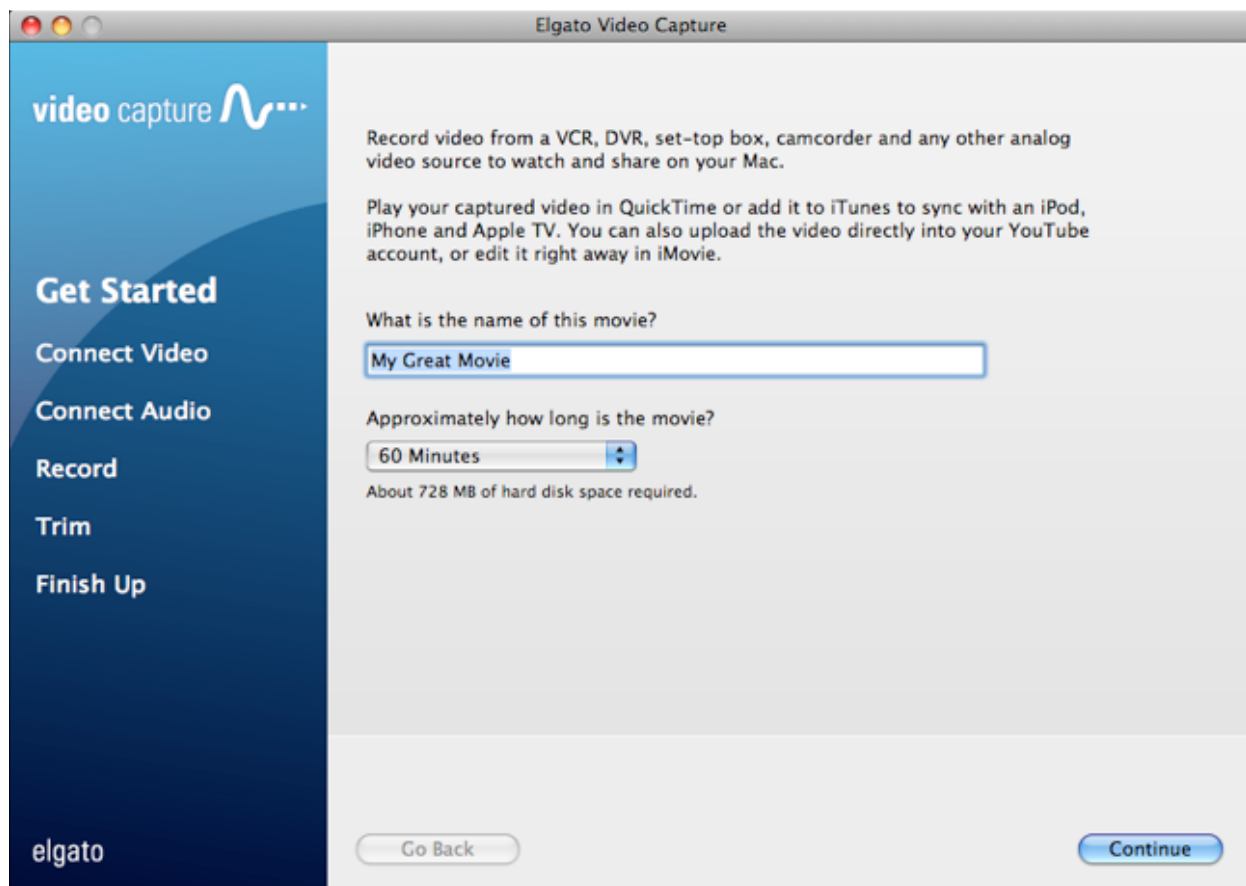 Elgato Video Capture
video capture
Get Started
Connect Video
Connect Audio
Record
Trim
Finish Up
elgato
Record video from a VCR, DVR, set-top box, camcorder and any other analog
video source to watch and share on your Mac.
Play your captured video in QuickTime or add it to iTunes to sync with an iPod,
iPhone and Apple TV. You can also upload the video directly into your YouTube
account, or edit it right away in iMovie.
What is the name of this movie?
My Great Movie
Approximately how long is the movie?
60 Minutes
About 728 MB of hard disk space required.
Go Back
Continue